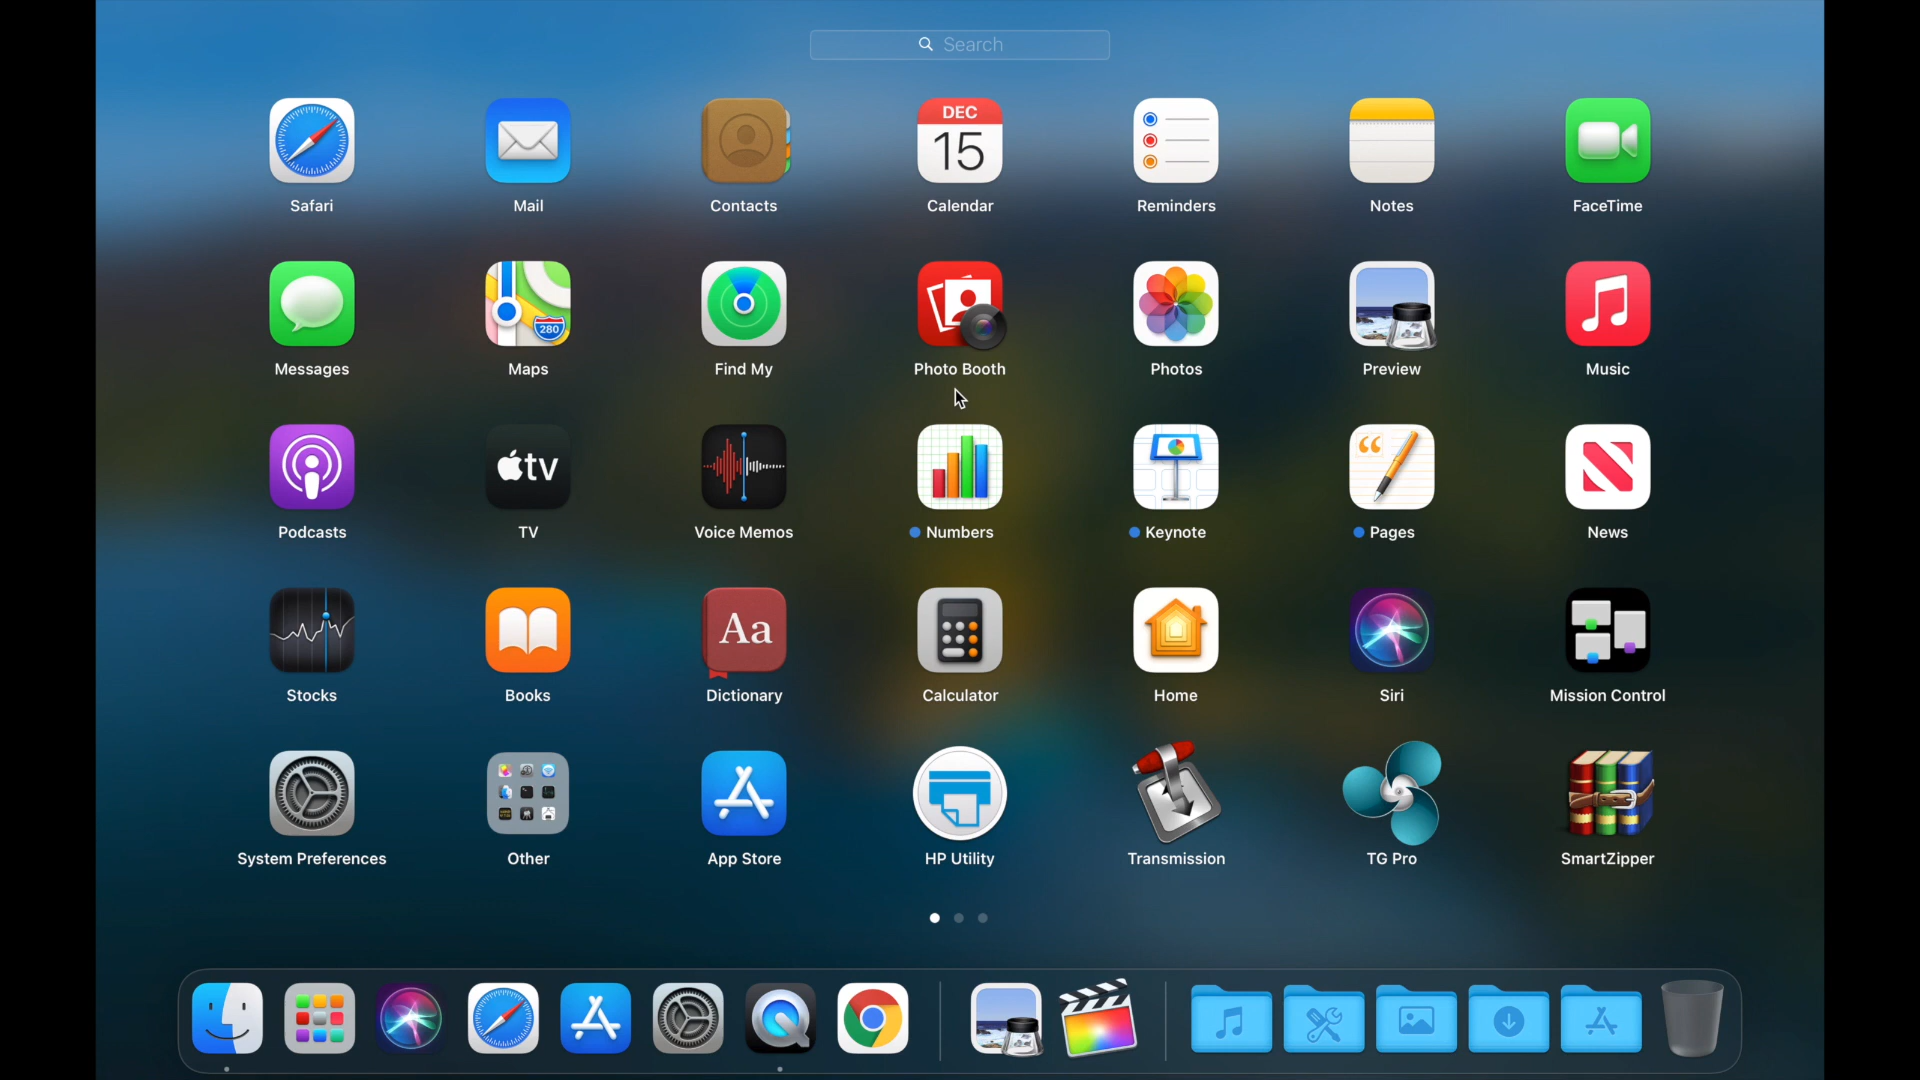 Search
DEC
15
Safari
Mail
Contacts
Calendar
Reminders
Notes
FaceTime
280
Messages
Maps
Find My
Photo Booth
Photos
Preview
Music
tv
Podcasts
TV
Voice Memos
Numbers
Keynote
Pages
News
Aa
Stocks
Books
Dictionary
Calculator
Home
Siri
Mission Control
System Preferences
Other
App Store
HP Utility
Transmission
TG Pro
SmartZipper